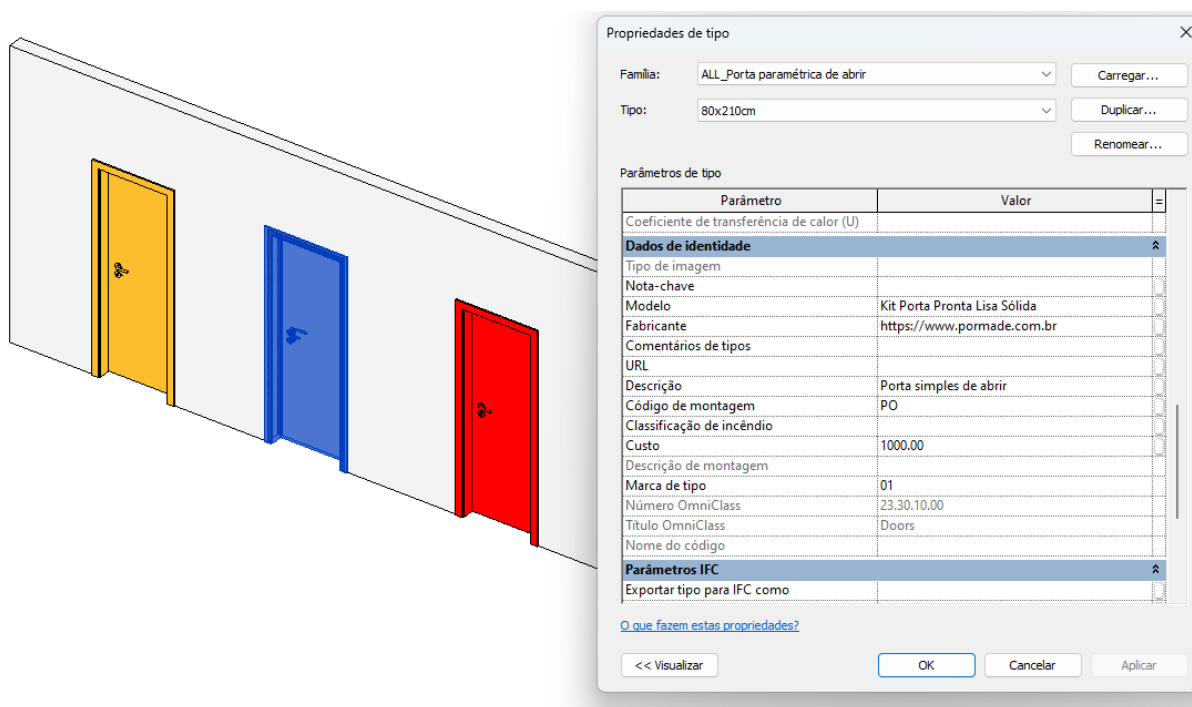 Propriedades de tipo
Família: ALL_Porta paramétrica de abrir Carregar...
Tipo: 80x210cm Duplicar...
Renomear...
Parâmetros de tipo
Parâmetro Valor =
Coeficiente de transferência de calor (U)
Dados de identidade
Tipo de imagem
Nota-chave
Modelo Kit Porta Pronta Lisa Sólida
Fabricante https://www.pormade.com.br
Comentários de tipos
URL
Descrição Porta simples de abrir
Código de montagem PO
Classificação de incêndio
Custo 1000.00
Descrição de montagem
Marca de tipo 01
Número OmniClass 23.30.10.00
Título OmniClass Doors
Nome do código
Parâmetros IFC
Exportar tipo para IFC como
O que fazem estas propriedades?
<< Visualizar OK Cancelar Aplicar